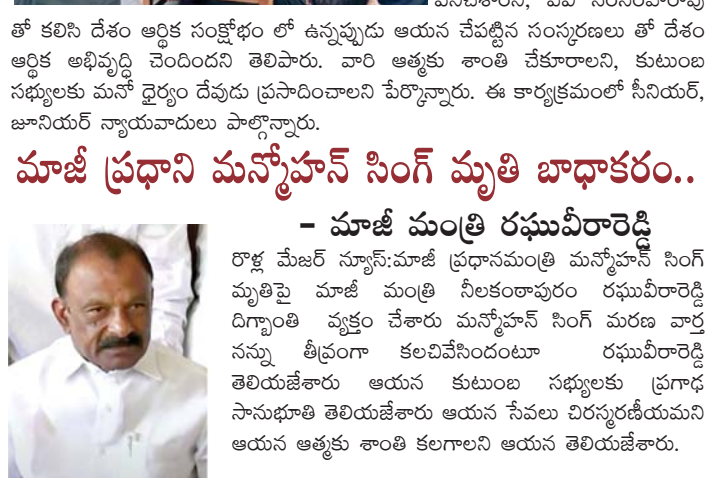 తో కలిసి దేశం ఆర్థిక సంక్షోభం లో ఉన్నప్పుడు ఆయన చేపట్టిన సంస్కరణలు తో దేశం
ఆర్థిక అభివృద్ధి చెందిందని తెలిపారు. వారి ఆత్మకు శాంతి చేకూరాలని, కుటుంబ
సభ్యులకు మనో ధైర్యం దేవుడు ప్రసాదించాలని పేర్కొన్నారు. ఈ కార్యక్రమంలో సీనియర్,
జూనియర్ న్యాయవాదులు పాల్గొన్నారు.
మాజీ ప్రధాని మన్మోహన్ సింగ్ మృతి బాధాకరం..
- మాజీ మంత్రి రఘువీరారెడ్డి
రొళ్ల మేజర్ న్యూస్:మాజీ ప్రధానమంత్రి మన్మోహన్ సింగ్
మృతిపై మాజీ మంత్రి నీలకంఠాపురం రఘువీరారెడ్డి
దిగ్బాంతి వ్యక్తం చేశారు మన్మోహన్ సింగ్ మరణ వార్త
నన్ను తీవ్రంగా కలచివేసిందంటూ రఘువీరారెడ్డి
తెలియజేశారు ఆయన కుటుంబ సభ్యులకు ప్రగాఢ
సానుభూతి తెలియజేశారు ఆయన సేవలు చిరస్మరణీయమని
ఆయన ఆత్మకు శాంతి కలగాలని ఆయన తెలియజేశారు.